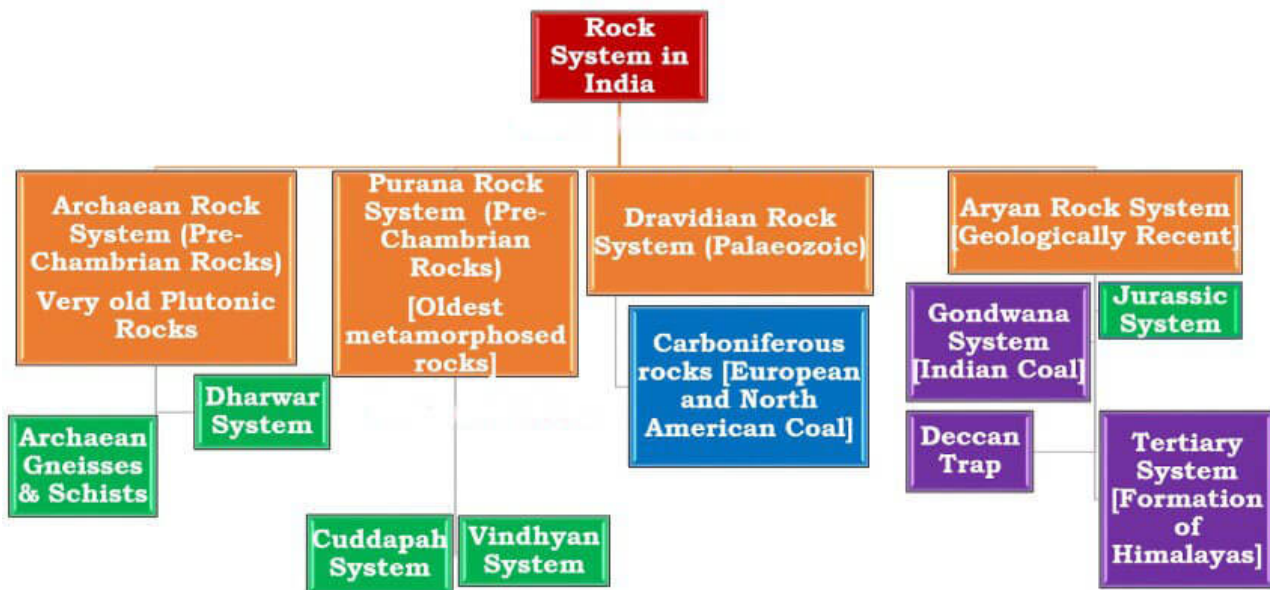 Rock
System in
India
Archaean Rock
System (Pre-
Chambrian Rocks)
Very old Plutonic
Rocks
Purana Rock
System (Pre-
Chambrian
Rocks)
[Oldest
metamorphosed
rocks]
Dravidian Rock
System (Palaeozoic)
Aryan Rock System
[Geologically Recent]
Archaean
Gneisses
& Schists
Dharwar
System
Cuddapah
System
Vindhyan
System
Carboniferous
rocks [European
and North
American Coal]
Gondwana
System
[Indian Coal]
Jurassic
System
Deccan
Trap
Tertiary
System
[Formation
of
Himalayas]